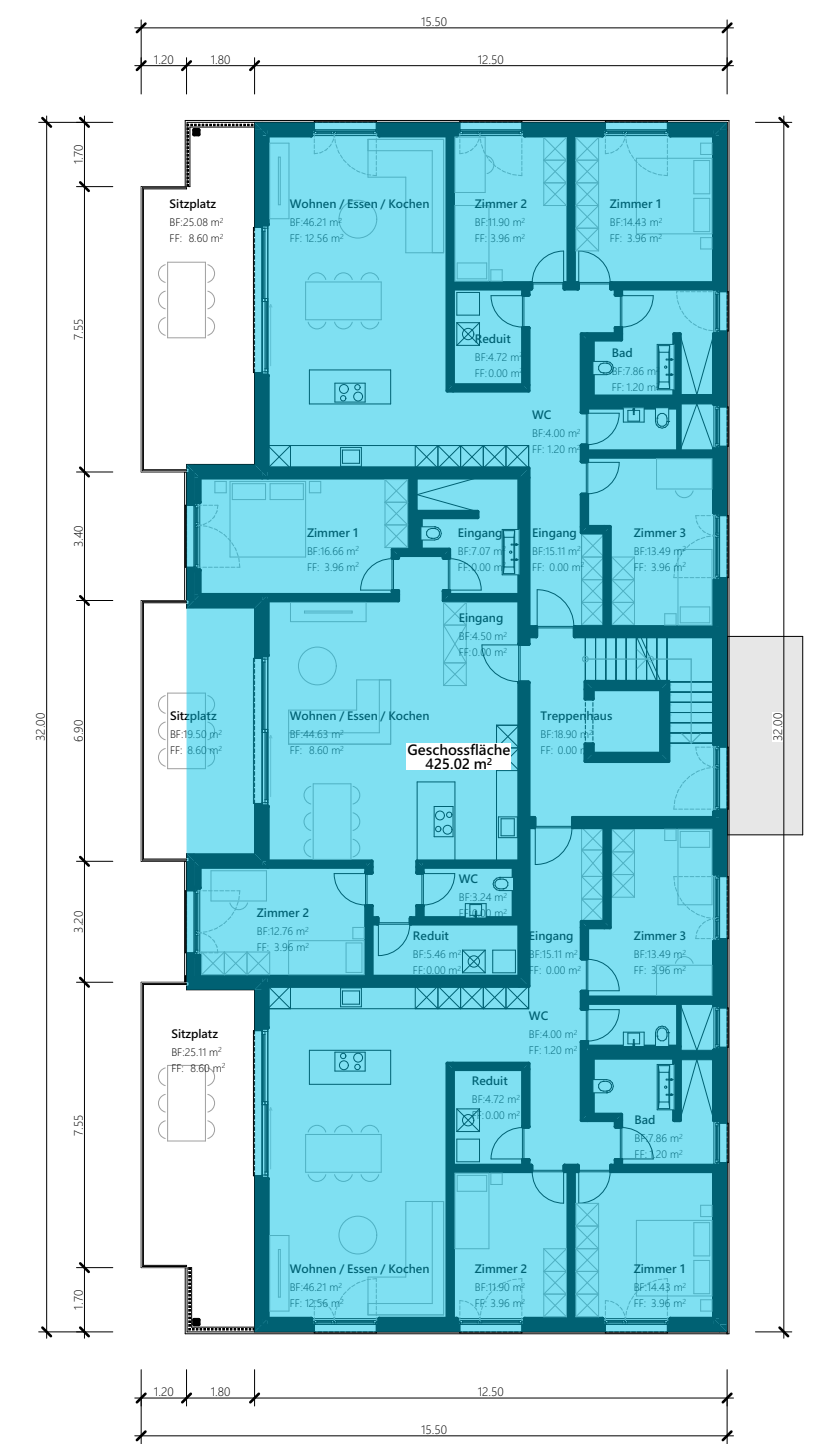 15.50
1.20 1.80 12.50
1.70
7.55
3.40
6.90
3.20
7.55
1.70
32.00
32.00
Sitzplatz
BF:25.08 m²
FF: 8.60 m²
Wohnen / Essen / Kochen
BF:46.21 m²
FF: 12.56 m²
Zimmer 2
BF:11.90 m²
FF: 3.96 m²
Zimmer 1
BF:14.43 m²
FF: 3.96 m²
Reduit
BF:4.72 m²
FF:0.00 m²
Bad
BF:7.86 m²
FF: 1.20 m²
WC
BF:4.00 m²
FF: 1.20 m²
Zimmer 1
BF:16.66 m²
FF: 3.96 m²
Eingang
BF:7.07 m²
FF:0.00 m²
Eingang
BF:15.11 m²
FF: 0.00 m²
Zimmer 3
BF:13.49 m²
FF: 3.96 m²
Eingang
BF:4.50 m²
FF:0.00 m²
Sitzplatz
BF:19.50 m²
FF: 8.60 m²
Wohnen / Essen / Kochen
BF:44.63 m²
FF: 8.60 m²
Treppenhaus
BF:18.90 m²
FF: 0.00 m²
Geschossfläche
425.02 m²
Zimmer 2
BF:12.76 m²
FF: 3.96 m²
WC
BF:3.24 m²
FF:0.00 m²
Reduit
BF:5.46 m²
FF:0.00 m²
Eingang
BF:15.11 m²
FF: 0.00 m²
Zimmer 3
BF:13.49 m²
FF: 3.96 m²
Sitzplatz
BF:25.11 m²
FF: 8.60 m²
WC
BF:4.00 m²
FF: 1.20 m²
Reduit
BF:4.72 m²
FF:0.00 m²
Bad
BF:7.86 m²
FF: 1.20 m²
Wohnen / Essen / Kochen
BF:46.21 m²
FF: 12.56 m²
Zimmer 2
BF:11.90 m²
FF: 3.96 m²
Zimmer 1
BF:14.43 m²
FF: 3.96 m²
1.20 1.80 12.50
15.50